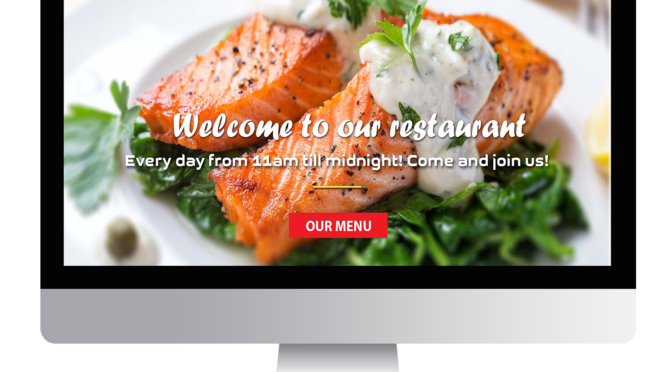 Welcome to our restaurant
Every day from 11am till midnight! Come and join us!
OUR MENU